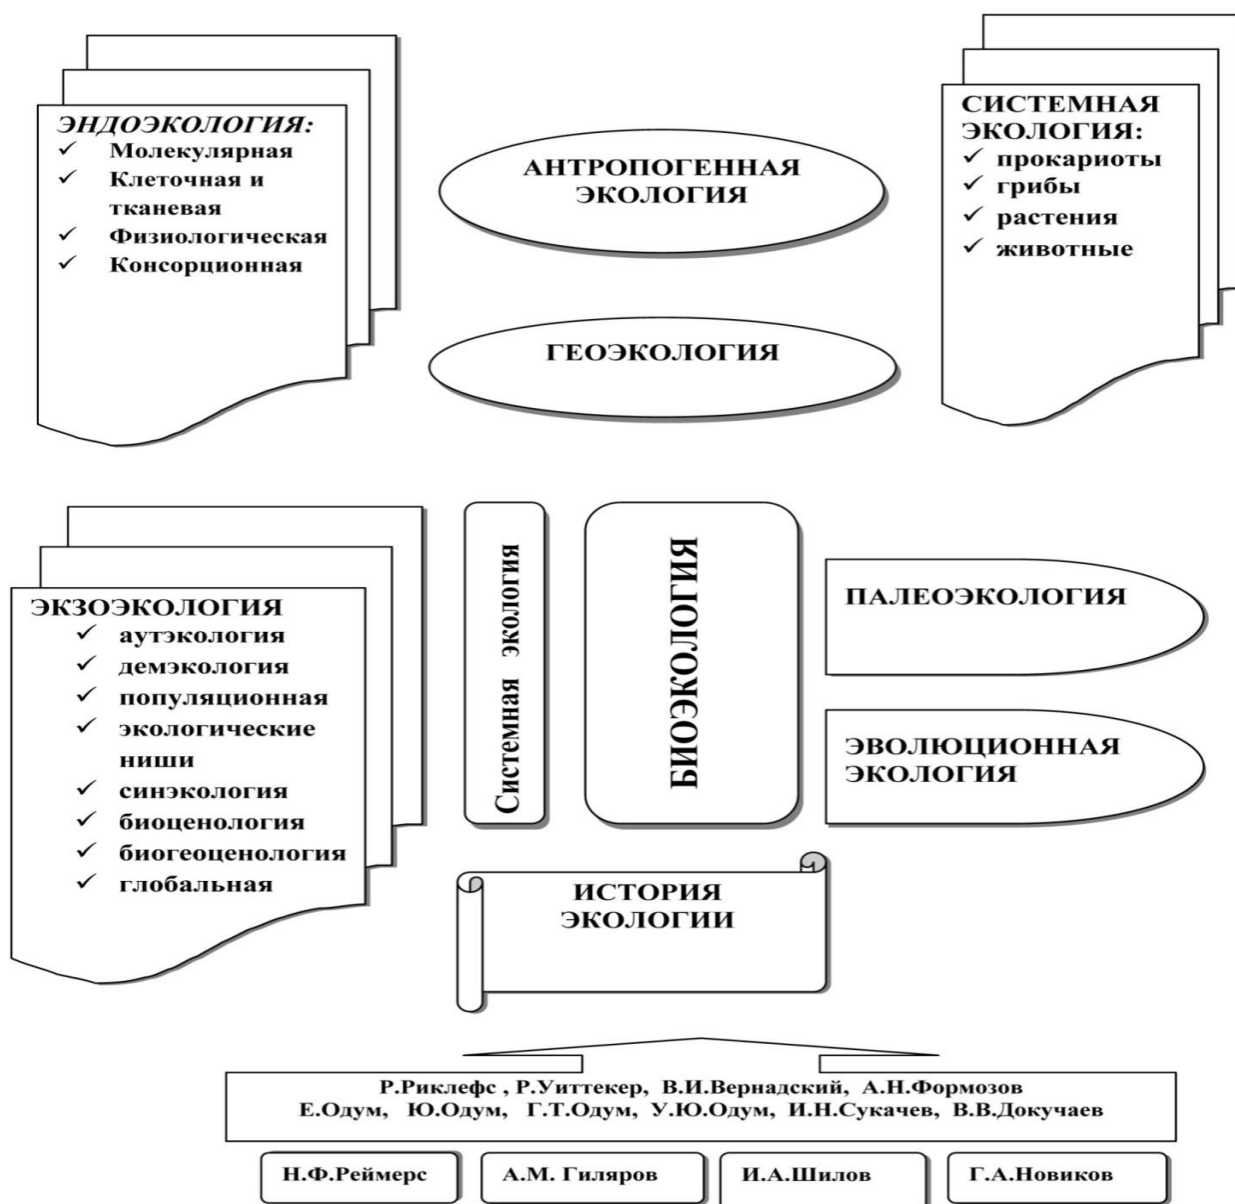 ЭНДОЭКОЛОГИЯ:
✓ Молекулярная
✓ Клеточная и
тканевая
✓ Физиологическая
✓ Консорционная
АНТРОПОГЕННАЯ
ЭКОЛОГИЯ
ГЕОЭКОЛОГИЯ
СИСТЕМНАЯ
ЭКОЛОГИЯ:
✓ прокариоты
✓ грибы
✓ растения
✓ животные
ЭКЗОЭКОЛОГИЯ
✓ аутэкология
✓ демэкология
✓ популяционная
✓ экологические
ниши
✓ синэкология
✓ биоценология
✓ биогеоценология
✓ глобальная
Системная экология
БИОЭКОЛОГИЯ
ПАЛЕОЭКОЛОГИЯ
ЭВОЛЮЦИОННАЯ
ЭКОЛОГИЯ
ИСТОРИЯ
ЭКОЛОГИИ
Р.Риклефс , Р.Уиттекер, В.И.Вернадский, А.Н.Формозов
Е.Одум, Ю.Одум, Г.Т.Одум, У.Ю.Одум, И.Н.Сукачев, В.В.Докучаев
Н.Ф.Реймерс
А.М. Гиляров
И.А.Шилов
Г.А.Новиков